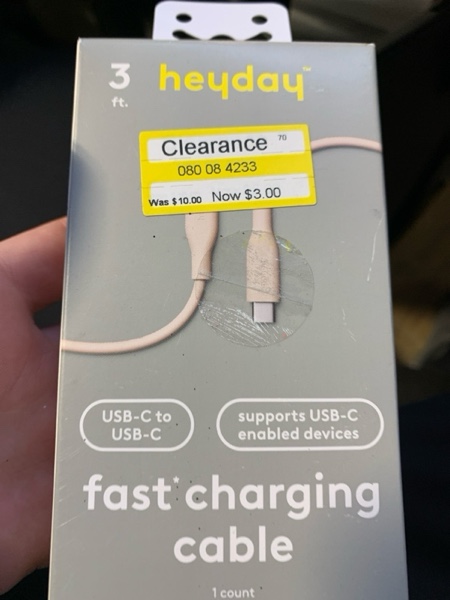 3
ft.
heyday™
Clearance 70
080 08 4233
Was $10.00 Now $3.00
USB-C to
USB-C
supports USB-C
enabled devices
fast* charging
cable
1 count